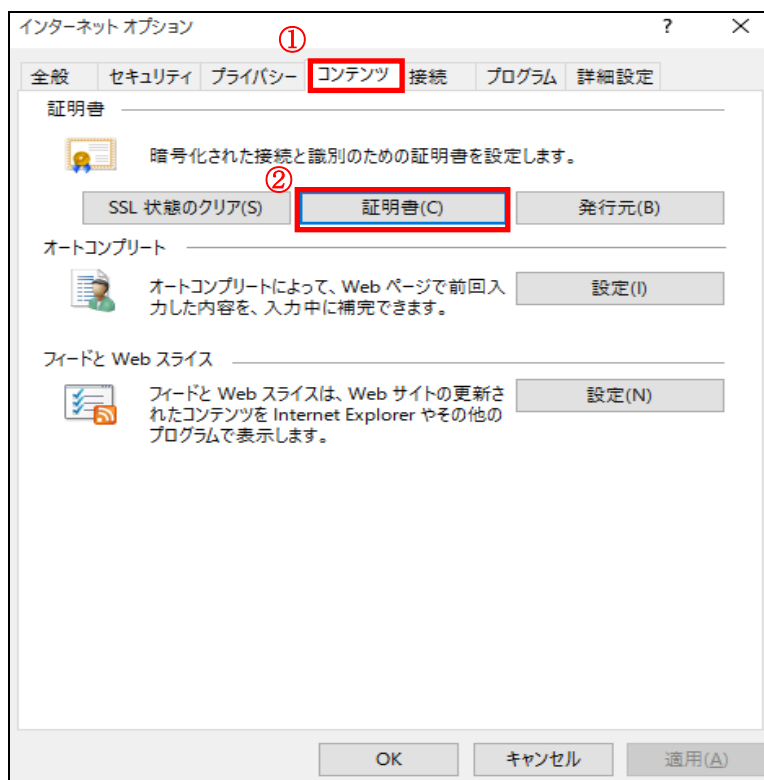 インターネット オプション ? ×
①
全般 セキュリティ プライバシー コンテンツ 接続 プログラム 詳細設定
証明書
暗号化された接続と識別のための証明書を設定します。
②
SSL 状態のクリア(S) 証明書(C) 発行元(B)
オートコンプリート
オートコンプリートによって、Web ページで前回入
力した内容を、入力中に補完できます。
設定(I)
フィードと Web スライス
フィードと Web スライスは、Web サイトの更新さ
れたコンテンツを Internet Explorer やその他の
プログラムで表示します。
設定(N)
OK キャンセル 適用(A)